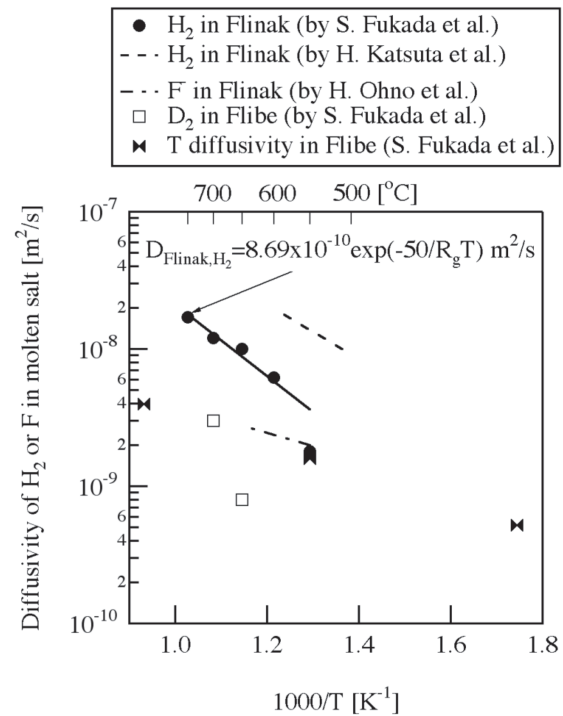 H₂ in Flinak (by S. Fukada et al.)
H₂ in Flinak (by H. Katsuta et al.)
F⁻ in Flinak (by H. Ohno et al.)
D₂ in Flibe (by S. Fukada et al.)
T diffusivity in Flibe (S. Fukada et al.)
700 600 500 [°C]
10⁻⁷
6
D_Flinak,H₂=8.69x10⁻¹⁰exp(-50/R_gT) m²/s
4
2
10⁻⁸
6
4
2
10⁻⁹
6
4
2
10⁻¹⁰
Diffusivity of H₂ or F in molten salt [m²/s]
1.0 1.2 1.4 1.6 1.8
1000/T [K⁻¹]